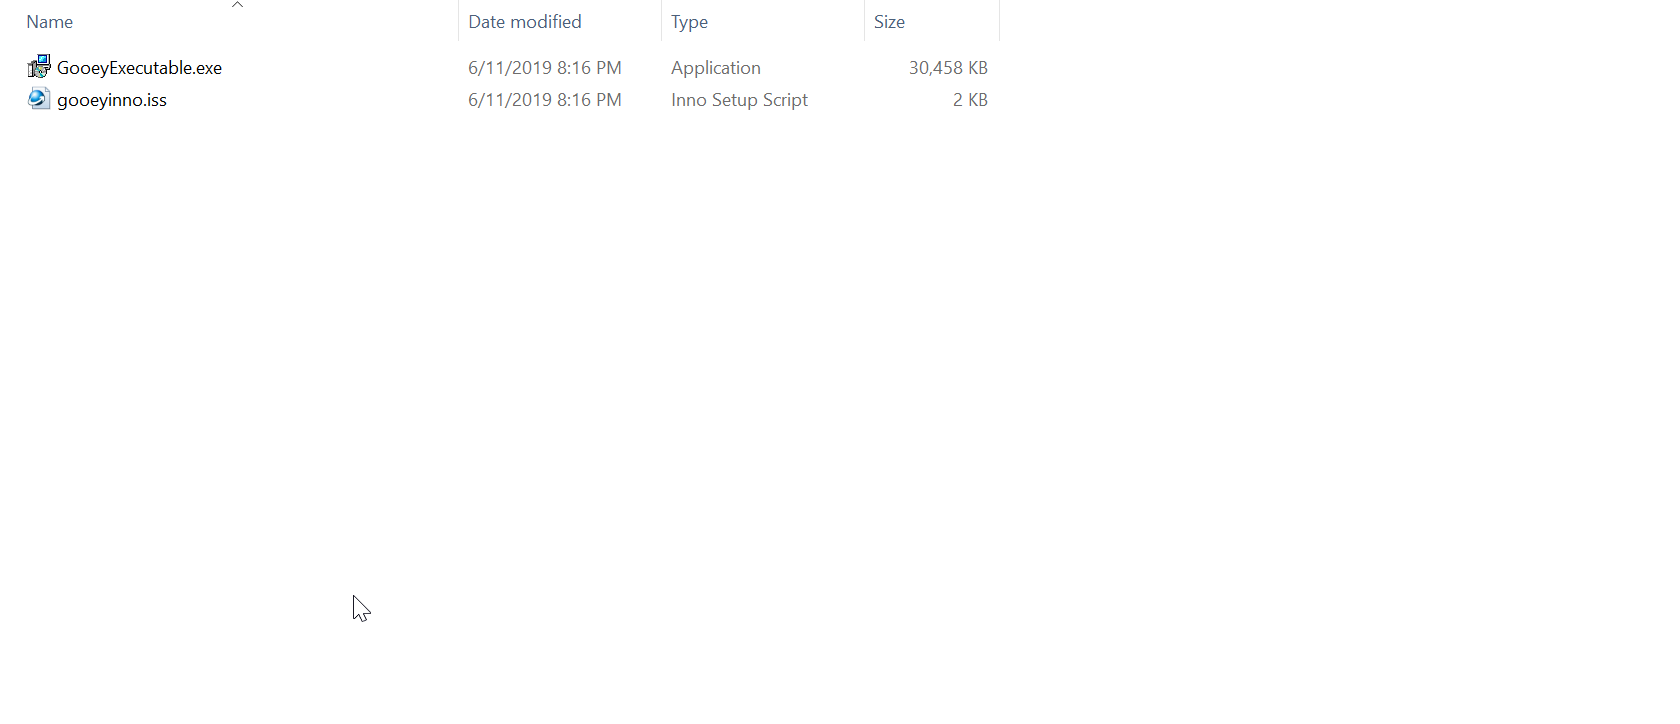 Name Date modified Type Size
GooeyExecutable.exe 6/11/2019 8:16 PM Application 30,458 KB
gooeyinno.iss 6/11/2019 8:16 PM Inno Setup Script 2 KB